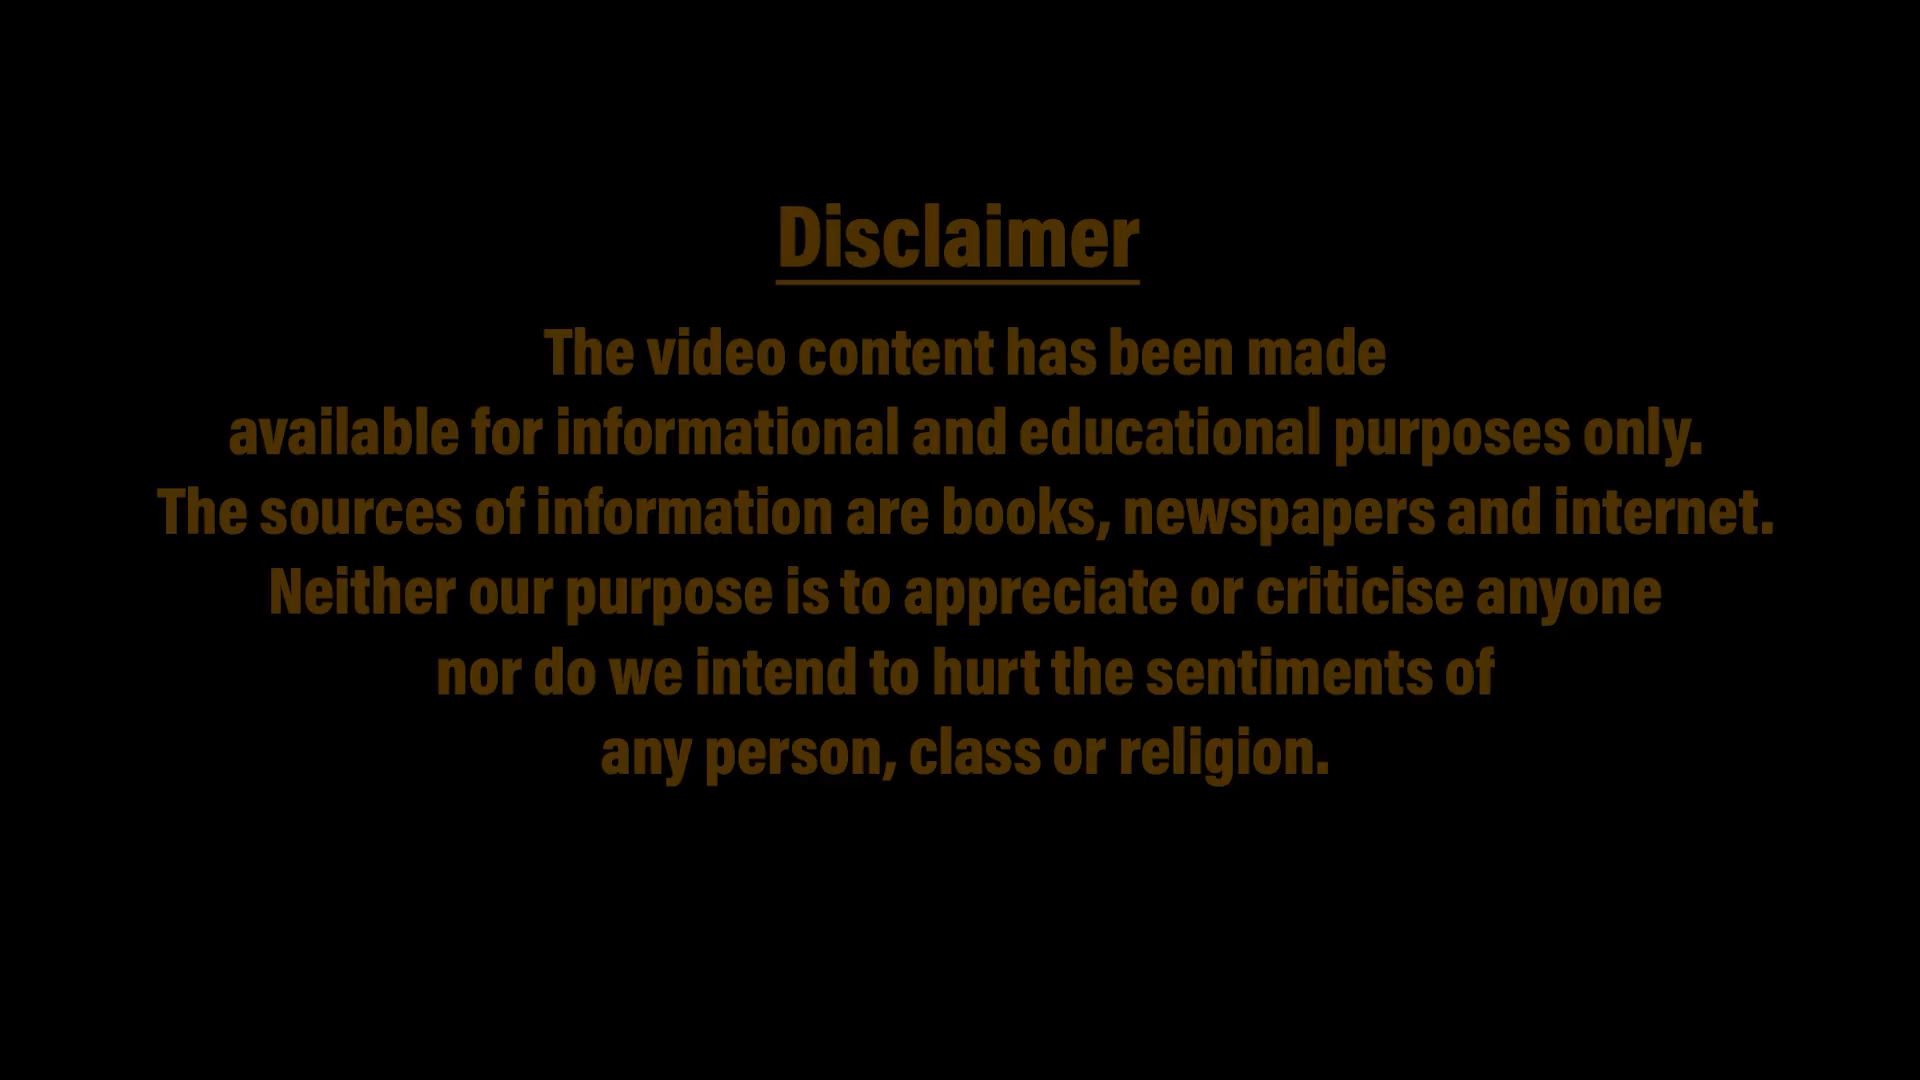 Disclaimer
The video content has been made
available for informational and educational purposes only.
The sources of information are books, newspapers and internet.
Neither our purpose is to appreciate or criticise anyone
nor do we intend to hurt the sentiments of
any person, class or religion.